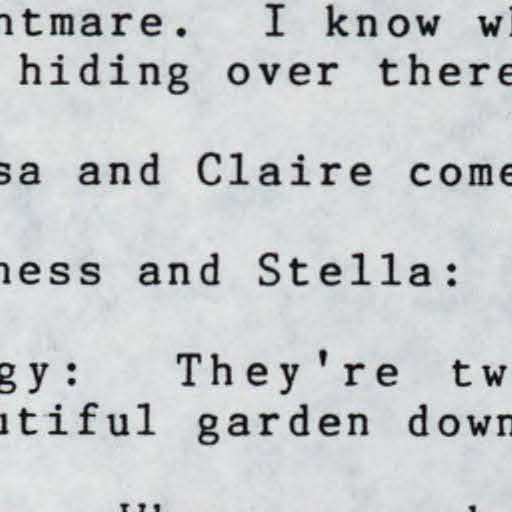 ntmare.  I know w
hiding over there
sa and Claire come
ness and Stella:
gy:  They're tw
utiful garden down